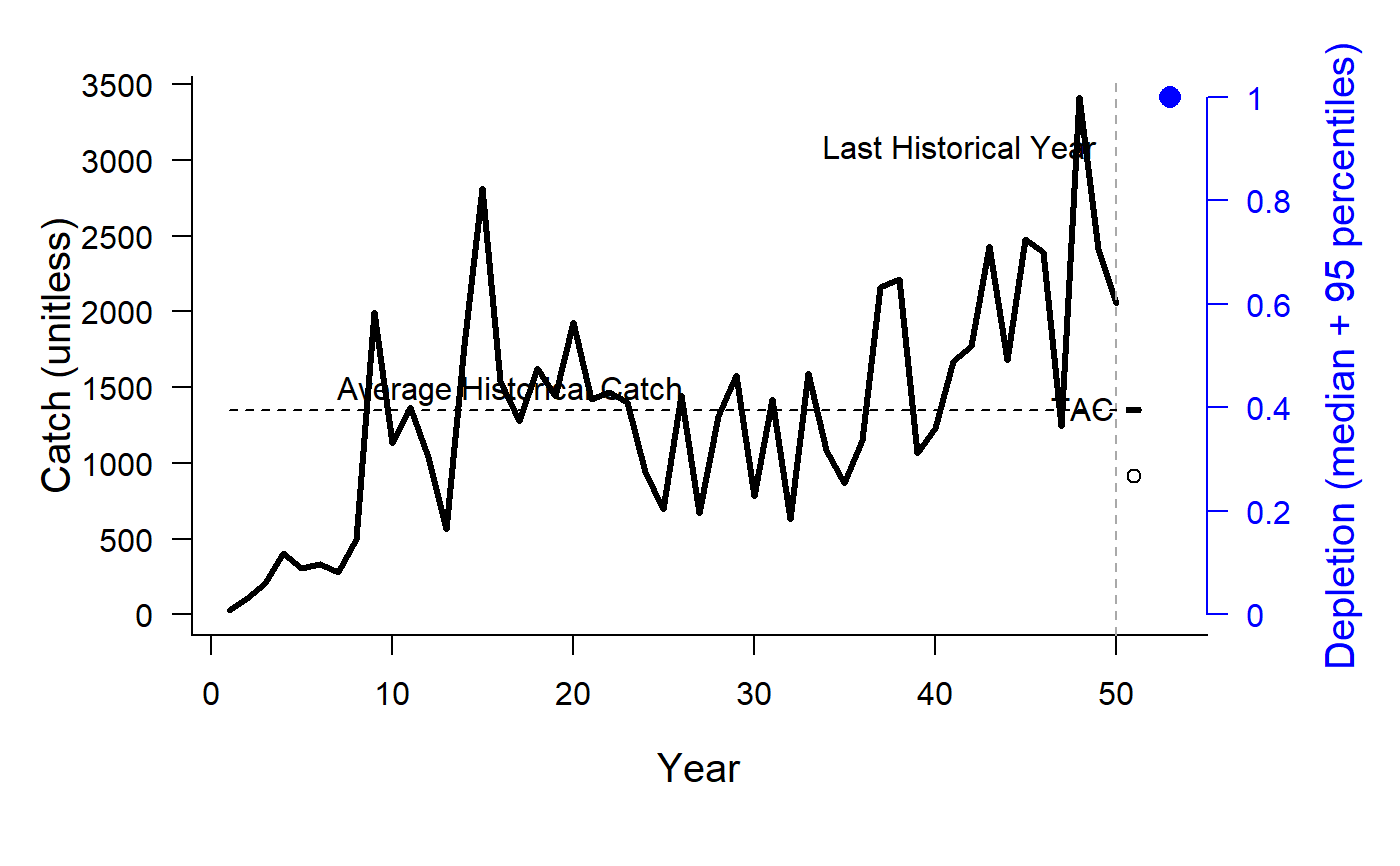 3500
3000
2500
2000
1500
1000
500
0
Catch (unitless)
Last Historical Year
Average Historical Catch
TAC
1
0.8
0.6
0.4
0.2
0
Depletion (median + 95 percentiles)
0 10 20 30 40 50
Year